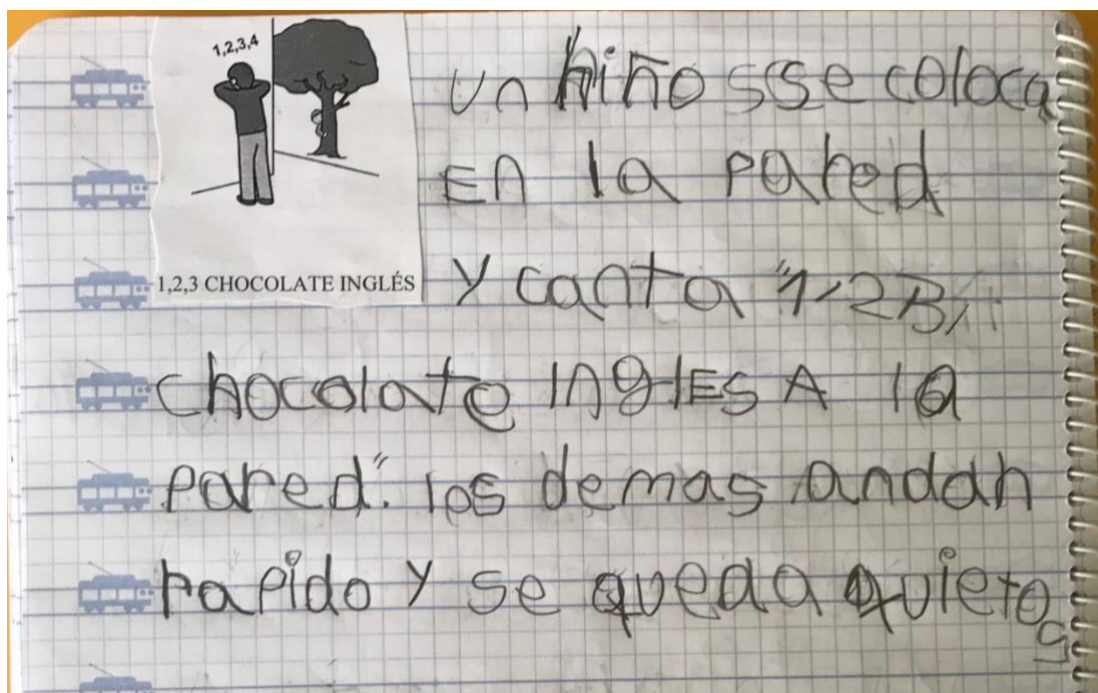 1,2,3,4
1,2,3 CHOCOLATE INGLÉS
un niño sse coloca
En la pared
y canta "1,2 3,
chocolate inglEs A la
pared". los demas andan
rapido y se queda quietos